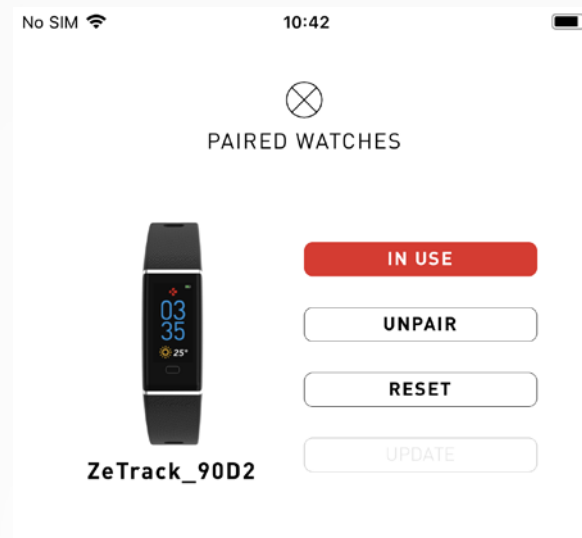 No SIM 10:42
PAIRED WATCHES
IN USE
03
35
25°
UNPAIR
RESET
UPDATE
ZeTrack_90D2